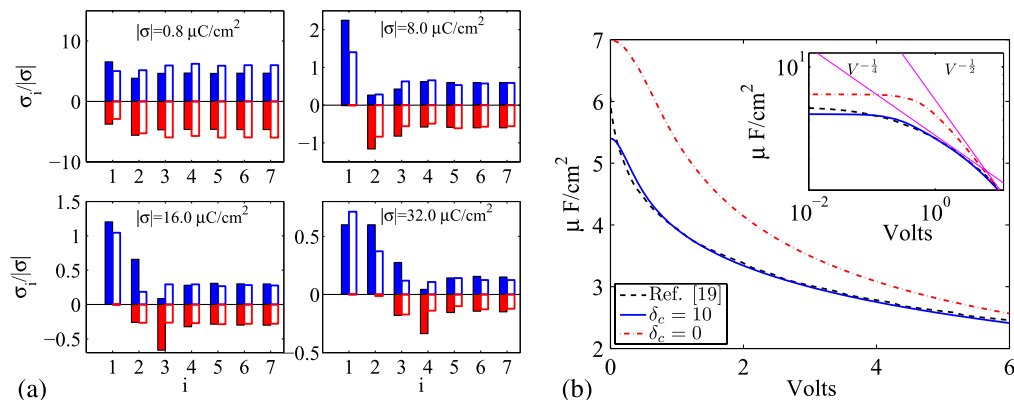 |σ|=0.8 μC/cm²
σᵢ/|σ|
10
0
−10
1 2 3 4 5 6 7
|σ|=8.0 μC/cm²
2
1
0
−1
1 2 3 4 5 6 7
|σ|=16.0 μC/cm²
σᵢ/|σ|
1.5
1
0.5
0
−0.5
1 2 3 4 5 6 7
|σ|=32.0 μC/cm²
1
0.5
0
−0.5
1 2 3 4 5 6 7
i
(a)
μ F/cm²
7
6
5
4
3
2
0 2 4 6
Volts
Ref. [19]
δc = 10
δc = 0
10¹
V^{−1/4}
V^{−1/2}
μ F/cm²
10⁻² 10⁰
Volts
(b)